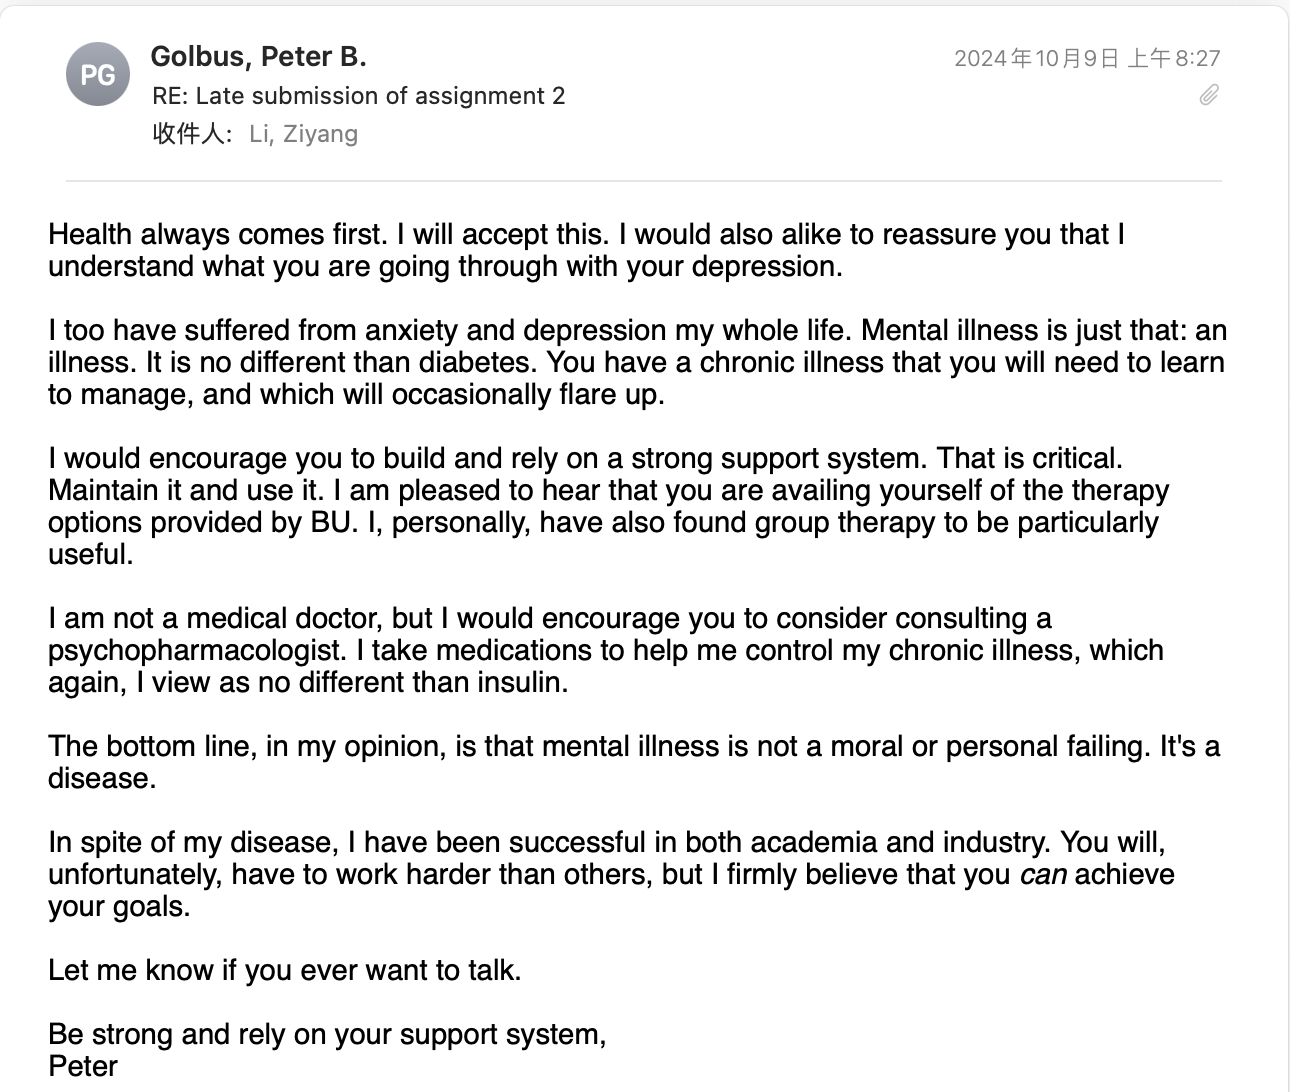 PG
Golbus, Peter B.
2024年10月9日 上午8:27
RE: Late submission of assignment 2
收件人: Li, Ziyang
Health always comes first. I will accept this. I would also alike to reassure you that I
understand what you are going through with your depression.
I too have suffered from anxiety and depression my whole life. Mental illness is just that: an
illness. It is no different than diabetes. You have a chronic illness that you will need to learn
to manage, and which will occasionally flare up.
I would encourage you to build and rely on a strong support system. That is critical.
Maintain it and use it. I am pleased to hear that you are availing yourself of the therapy
options provided by BU. I, personally, have also found group therapy to be particularly
useful.
I am not a medical doctor, but I would encourage you to consider consulting a
psychopharmacologist. I take medications to help me control my chronic illness, which
again, I view as no different than insulin.
The bottom line, in my opinion, is that mental illness is not a moral or personal failing. It's a
disease.
In spite of my disease, I have been successful in both academia and industry. You will,
unfortunately, have to work harder than others, but I firmly believe that you can achieve
your goals.
Let me know if you ever want to talk.
Be strong and rely on your support system,
Peter